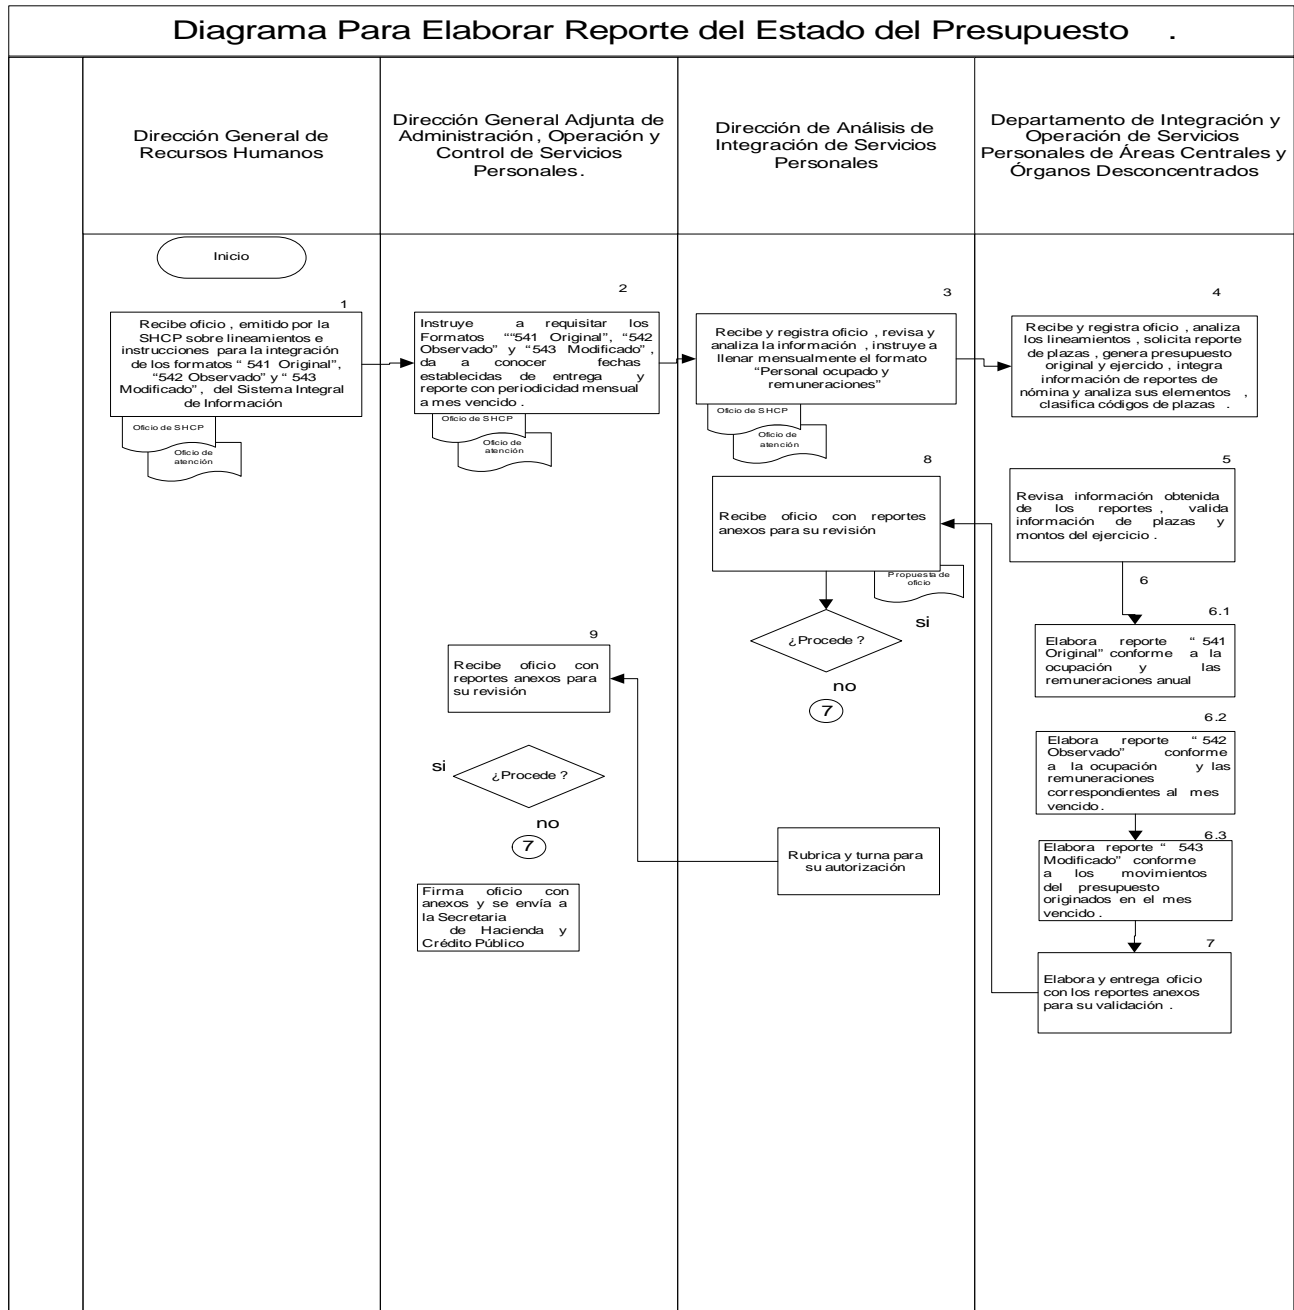 Diagrama Para Elaborar Reporte del Estado del Presupuesto .
Dirección General de
Recursos Humanos
Dirección General Adjunta de
Administración , Operación y
Control de Servicios
Personales.
Dirección de Análisis de
Integración de Servicios
Personales
Departamento de Integración y
Operación de Servicios
Personales de Áreas Centrales y
Órganos Desconcentrados
Inicio
1
Recibe oficio , emitido por la
SHCP sobre lineamientos e
instrucciones para la integración
de los formatos “ 541 Original”,
“542 Observado” y “ 543
Modificado” , del Sistema Integral
de Información
Oficio de SHCP
Oficio de
atención
2
Instruye a requisitar los
Formatos ““541 Original”, “542
Observado” y “543 Modificado” ,
da a conocer fechas
establecidas de entrega y
reporte con periodicidad mensual
a mes vencido .
Oficio de SHCP
Oficio de
atención
3
Recibe y registra oficio , revisa y
analiza la información , instruye a
llenar mensualmente el formato
“Personal ocupado y
remuneraciones”
Oficio de SHCP
Oficio de
atención
4
Recibe y registra oficio , analiza
los lineamientos , solicita reporte
de plazas , genera presupuesto
original y ejercido , integra
información de reportes de
nómina y analiza sus elementos ,
clasifica códigos de plazas .
5
Revisa información obtenida
de los reportes , valida
información de plazas y
montos del ejercicio .
6
6.1
Elabora reporte “ 541
Original” conforme a la
ocupación y las
remuneraciones anual
6.2
Elabora reporte “ 542
Observado” conforme
a la ocupación y las
remuneraciones
correspondientes al mes
vencido .
6.3
Elabora reporte “ 543
Modificado” conforme
a los movimientos
del presupuesto
originados en el mes
vencido .
7
Elabora y entrega oficio
con los reportes anexos
para su validación .
8
Recibe oficio con reportes
anexos para su revisión
Propuesta de
oficio
¿Procede ?
si
no
7
Rubrica y turna para
su autorización
9
Recibe oficio con
reportes anexos para
su revisión
si
¿Procede ?
no
7
Firma oficio con
anexos y se envía a
la Secretaria
de Hacienda y
Crédito Público